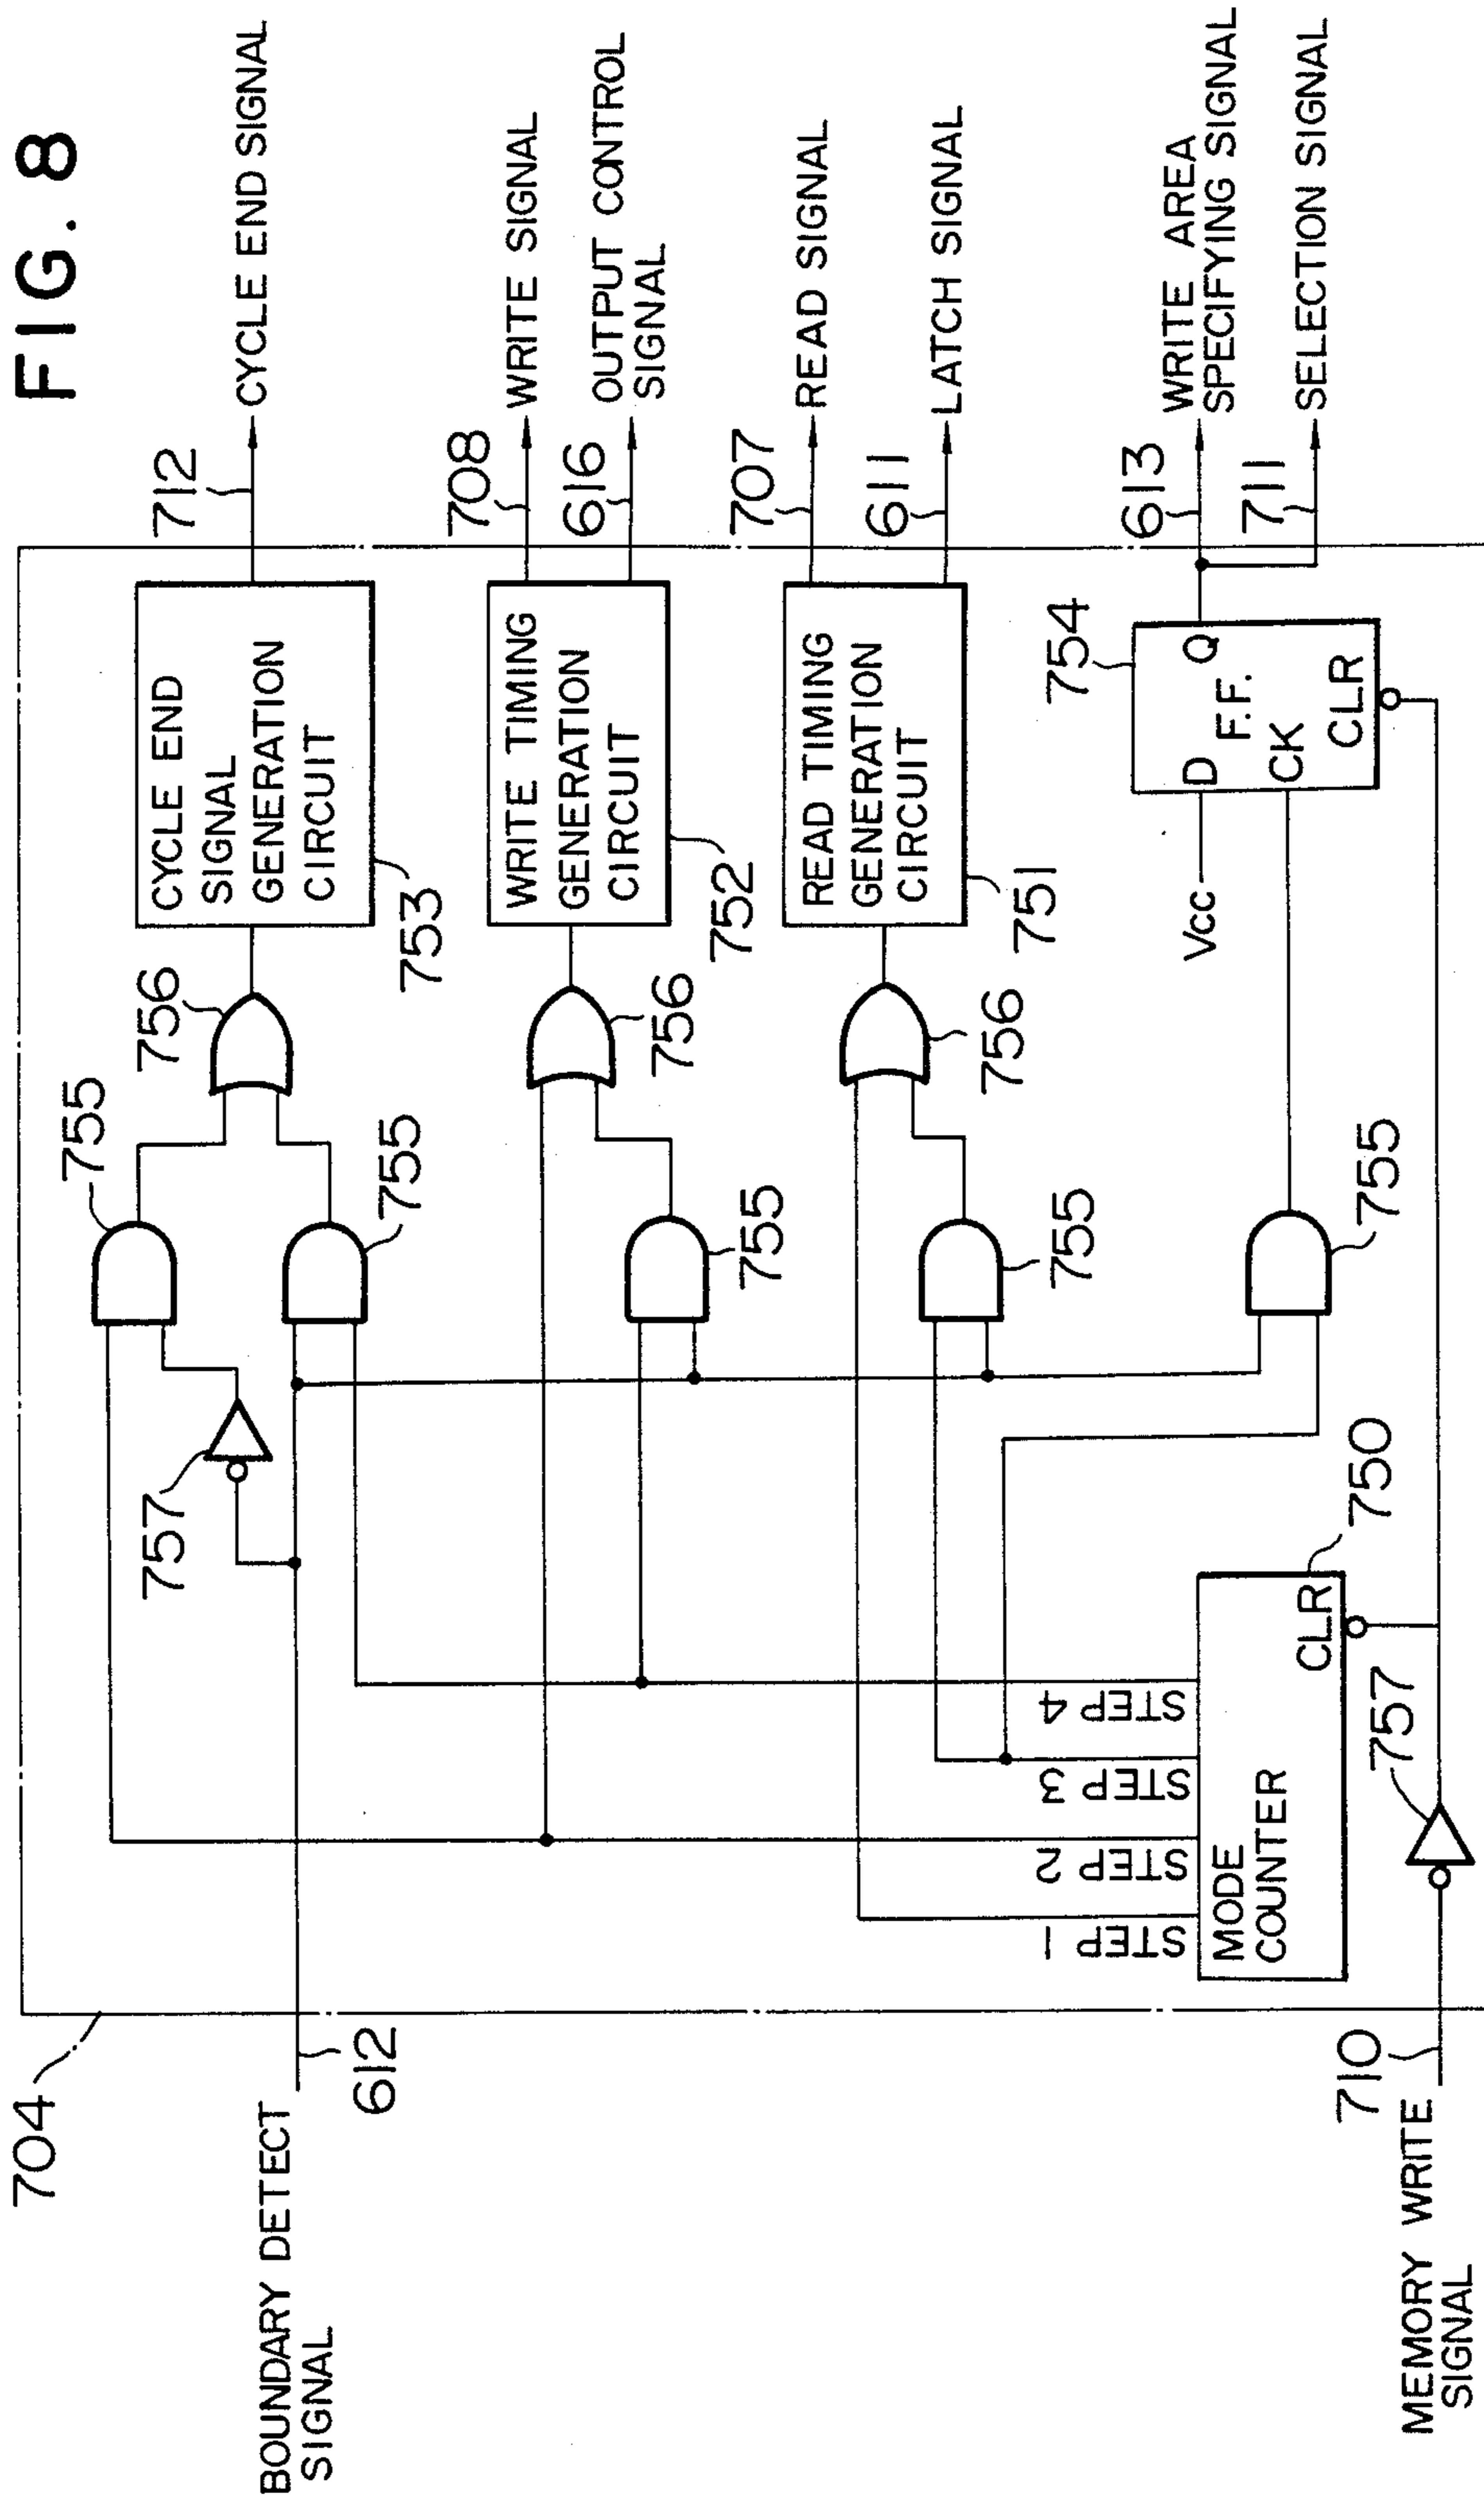 FIG. 8
704
BOUNDARY DETECT
SIGNAL
612
757
755
755
756
CYCLE END
SIGNAL
GENERATION
CIRCUIT
753
712
CYCLE END SIGNAL
755
756
WRITE TIMING
GENERATION
CIRCUIT
752
708
WRITE SIGNAL
616
OUTPUT CONTROL
SIGNAL
755
756
READ TIMING
GENERATION
CIRCUIT
751
707
READ SIGNAL
611
LATCH SIGNAL
STEP 1
STEP 2
STEP 3
STEP 4
MODE
COUNTER
CLR
750
755
Vcc
D
Q
F.F.
CK
CLR
754
613
WRITE AREA
SPECIFYING SIGNAL
711
SELECTION SIGNAL
710
MEMORY WRITE
SIGNAL
757